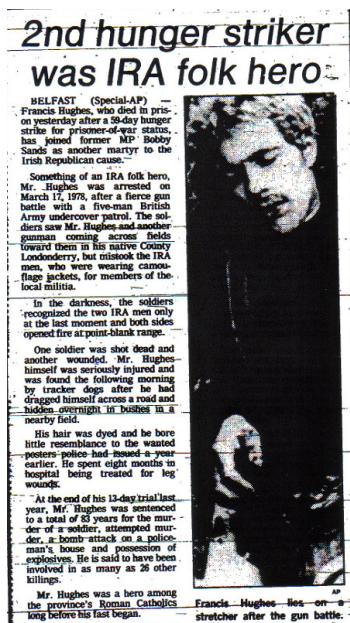 2nd hunger striker
was IRA folk hero
BELFAST (Special-AP) —
Francis Hughes, who died in pris-
on yesterday after a 59-day hunger
strike for prisoner-of-war status,
has joined former MP Bobby
Sands as another martyr to the
Irish Republican cause.
Something of an IRA folk hero,
Mr. Hughes was arrested on
March 17, 1978, after a fierce gun
battle with a five-man British
Army undercover patrol. The sol-
diers saw Mr. Hughes and another
gunman coming across fields
toward them in his native County
Londonderry, but mistook the IRA
men, who were wearing camou-
flage jackets, for members of the
local militia.
In the darkness, the soldiers
recognized the two IRA men only
at the last moment and both sides
opened fire at point-blank range.
One soldier was shot dead and
another wounded. Mr. Hughes
himself was seriously injured and
was found the following morning
by tracker dogs after he had
dragged himself across a road and
hidden overnight in bushes in a
nearby field.
His hair was dyed and he bore
little resemblance to the wanted
posters police had issued a year
earlier. He spent eight months in
hospital being treated for leg
wounds.
At the end of his 13-day trial last
year, Mr. Hughes was sentenced
to a total of 83 years for the mur-
der of a soldier, attempted mur-
der, a bomb attack on a police-
man's house and possession of
explosives. He is said to have been
involved in as many as 26 other
killings.
Mr. Hughes was a hero among
the province's Roman Catholics
long before his fast began.
AP
Francis Hughes lies on a
stretcher after the gun battle.